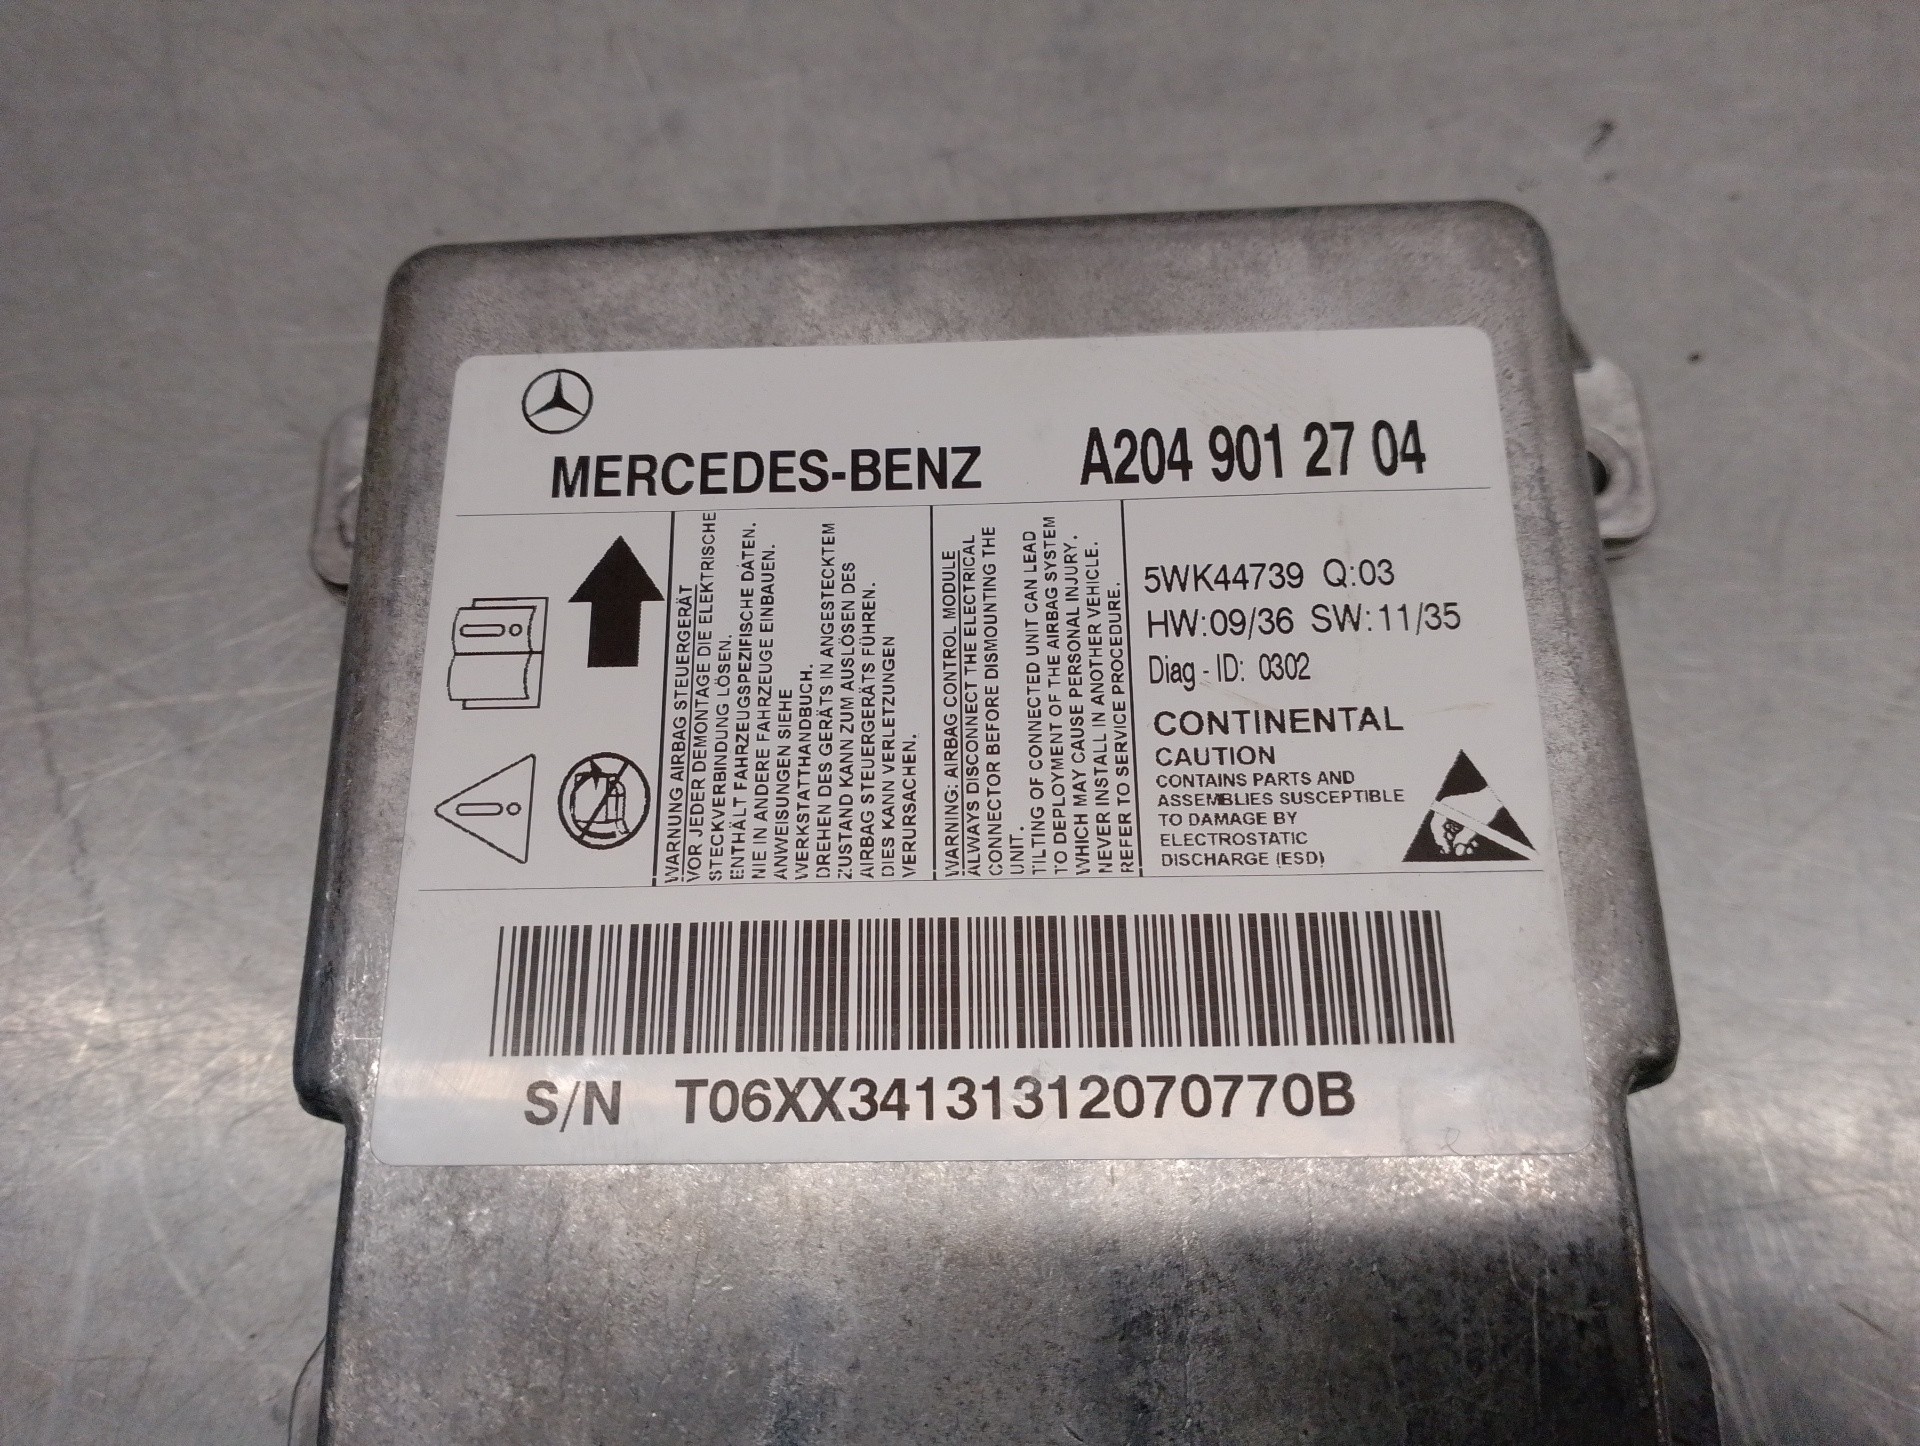 MERCEDES-BENZ A204 901 27 04
WARNUNG AIRBAG STEUERGERÄT
VOR JEDER DEMONTAGE DIE ELEKTRISCHE
STECKVERBINDUNG LÖSEN.
ENTHÄLT FAHRZEUGSPEZIFISCHE DATEN.
NIE IN ANDERE FAHRZEUGE EINBAUEN.
ANWEISUNGEN SIEHE
WERKSTATTHANDBUCH.
DREHEN DES GERÄTS IN ANGESTECKTEM
ZUSTAND KANN ZUM AUSLÖSEN DES
AIRBAG STEUERGERÄTS FÜHREN.
DIES KANN VERLETZUNGEN
VERURSACHEN.
WARNING: AIRBAG CONTROL MODULE
ALWAYS DISCONNECT THE ELECTRICAL
CONNECTOR BEFORE DISMOUNTING THE
UNIT.
TILTING OF CONNECTED UNIT CAN LEAD
TO DEPLOYMENT OF THE AIRBAG SYSTEM
WHICH MAY CAUSE PERSONAL INJURY.
NEVER INSTALL IN ANOTHER VEHICLE.
REFER TO SERVICE PROCEDURE.
5WK44739 Q:03
HW:09/36 SW:11/35
Diag - ID: 0302
CONTINENTAL
CAUTION
CONTAINS PARTS AND
ASSEMBLIES SUSCEPTIBLE
TO DAMAGE BY
ELECTROSTATIC
DISCHARGE (ESD)
S/N T06XX34131312070770B